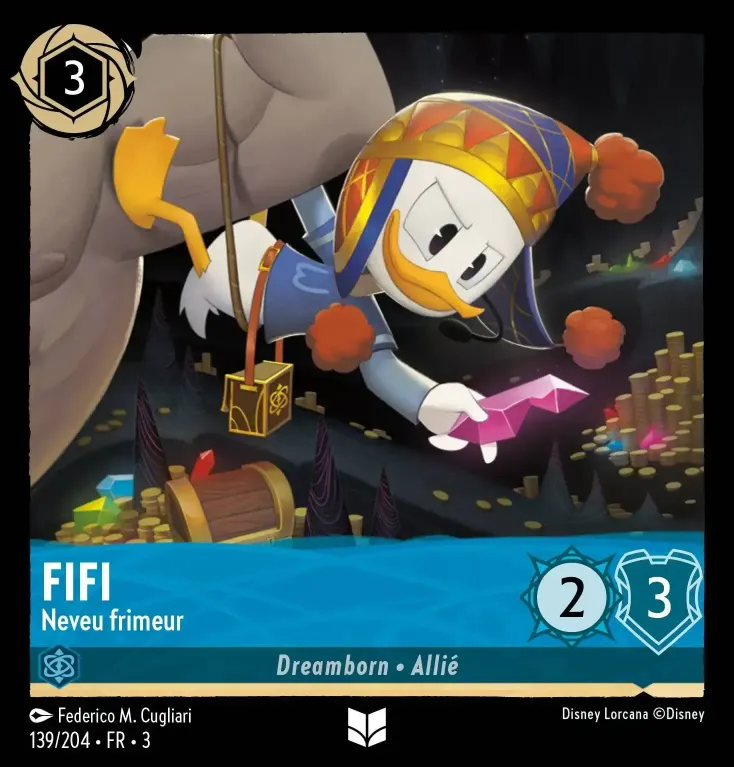 3
FIFI
Neveu frimeur
2
3
Dreamborn • Allié
Federico M. Cugliari
139/204 • FR • 3
Disney Lorcana ©Disney